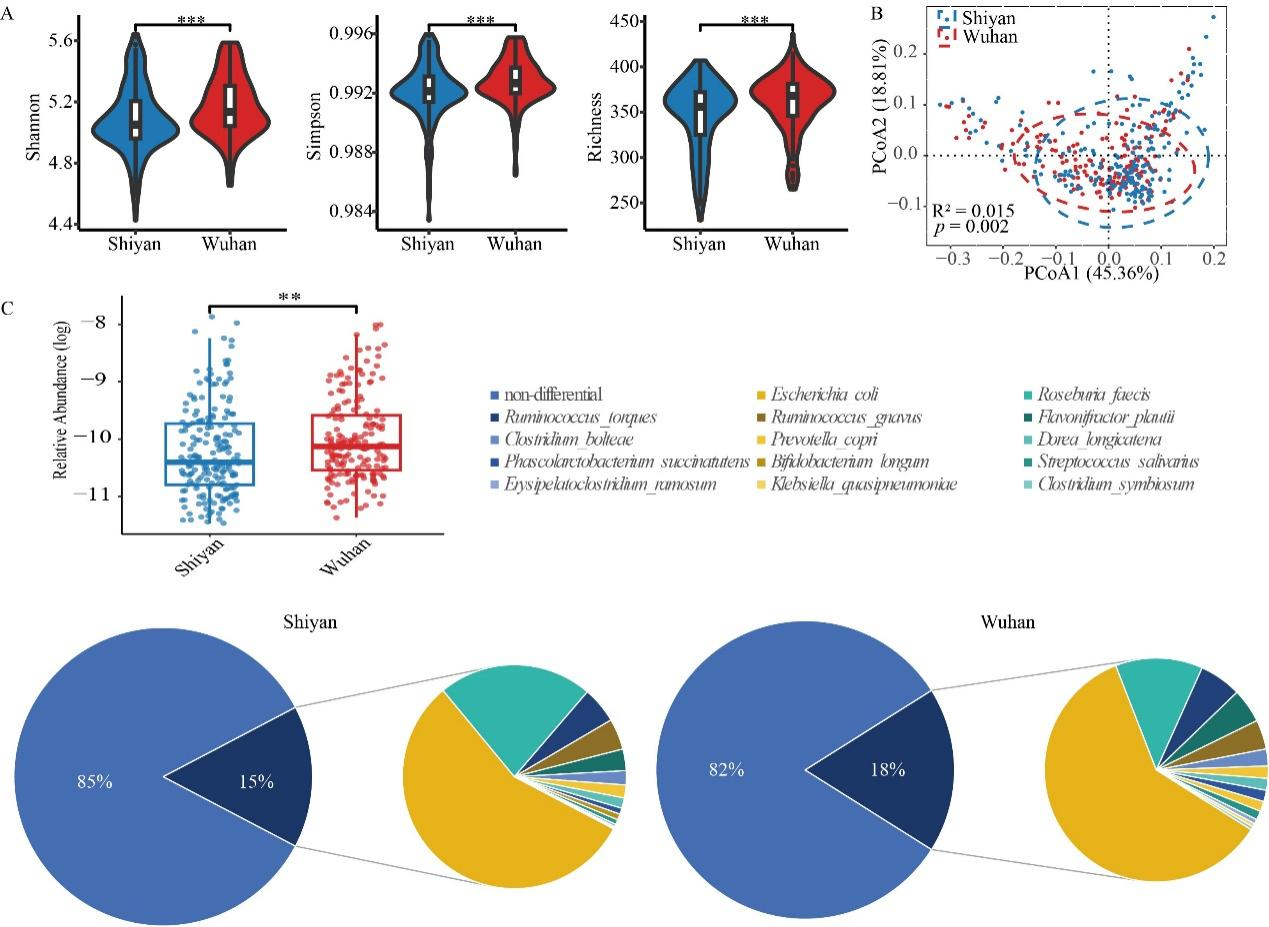 A
Shannon
5.6
5.2
4.8
4.4
***
Shiyan
Wuhan
Simpson
0.996
0.992
0.988
0.984
***
Shiyan
Wuhan
Richness
450
400
350
300
250
***
Shiyan
Wuhan
B
Shiyan
Wuhan
PCoA2 (18.81%)
0.2
0.1
0.0
−0.1
R² = 0.015
p = 0.002
−0.3 −0.2 −0.1 0.0 0.1 0.2
PCoA1 (45.36%)
C
Relative Abundance (log)
−8
−9
−10
−11
**
Shiyan
Wuhan
non-differential
Ruminococcus_torques
Clostridium_bolteae
Phascolarctobacterium_succinatutens
Erysipelatoclostridium_ramosum
Escherichia_coli
Ruminococcus_gnavus
Prevotella_copri
Bifidobacterium_longum
Klebsiella_quasipneumoniae
Roseburia_faecis
Flavonifractor_plautii
Dorea_longicatena
Streptococcus_salivarius
Clostridium_symbiosum
Shiyan
85%
15%
Wuhan
82%
18%